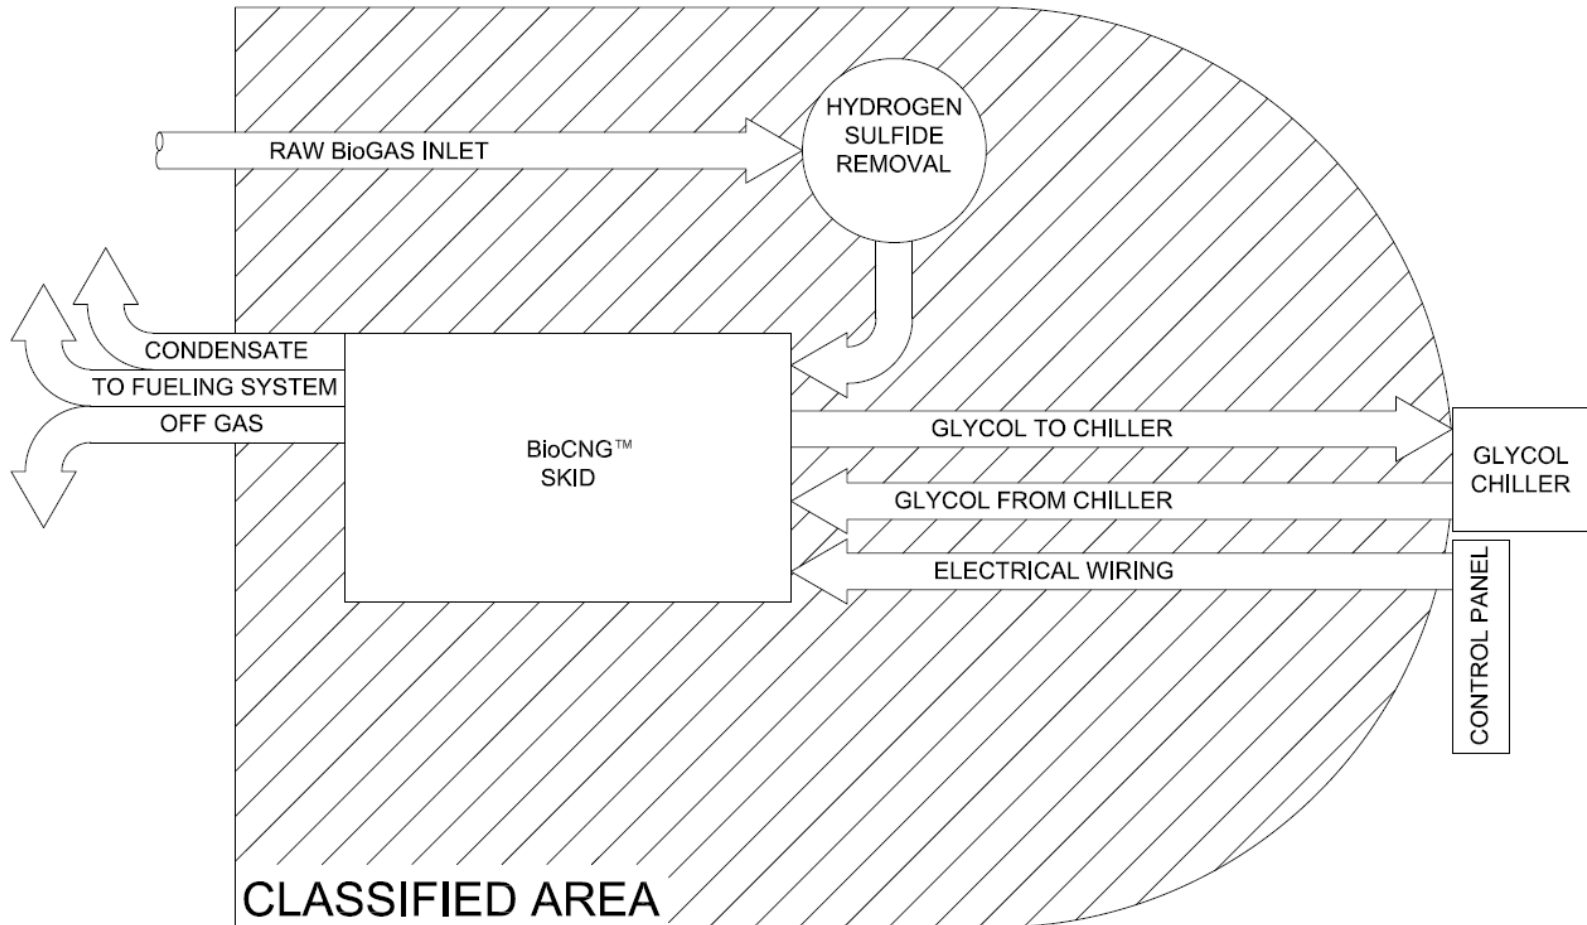 HYDROGEN
SULFIDE
REMOVAL
RAW BioGAS INLET
CONDENSATE
TO FUELING SYSTEM
OFF GAS
BioCNG™
SKID
GLYCOL TO CHILLER
GLYCOL FROM CHILLER
ELECTRICAL WIRING
GLYCOL
CHILLER
CONTROL PANEL
CLASSIFIED AREA